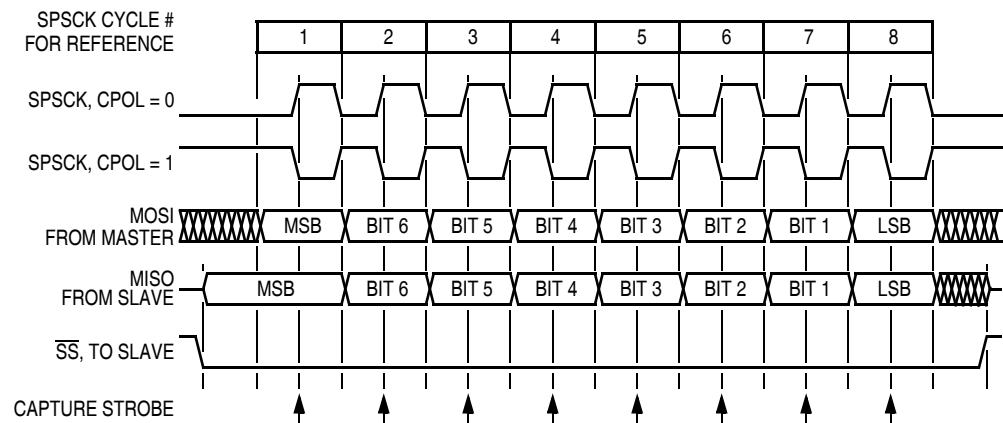 SPSCK CYCLE #
FOR REFERENCE
1 2 3 4 5 6 7 8
SPSCK, CPOL = 0
SPSCK, CPOL = 1
MOSI
FROM MASTER
MSB BIT 6 BIT 5 BIT 4 BIT 3 BIT 2 BIT 1 LSB
MISO
FROM SLAVE
MSB BIT 6 BIT 5 BIT 4 BIT 3 BIT 2 BIT 1 LSB
SS, TO SLAVE
CAPTURE STROBE